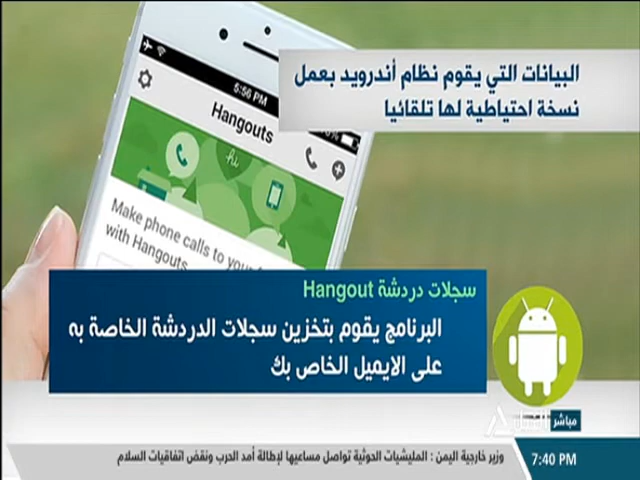 البيانات التي يقوم نظام أندرويد بعمل
نسخة احتياطية لها تلقائيا
5:56 PM
Hangouts
hi
Make phone calls to your
with Hangouts
سجلات دردشة Hangout
البرنامج يقوم بتخزين سجلات الدردشة الخاصة به
على الايميل الخاص بك
مباشر
وزير خارجية اليمن : المليشيات الحوثية تواصل مساعيها لإطالة أمد الحرب ونقض اتفاقيات السلام
7:40 PM